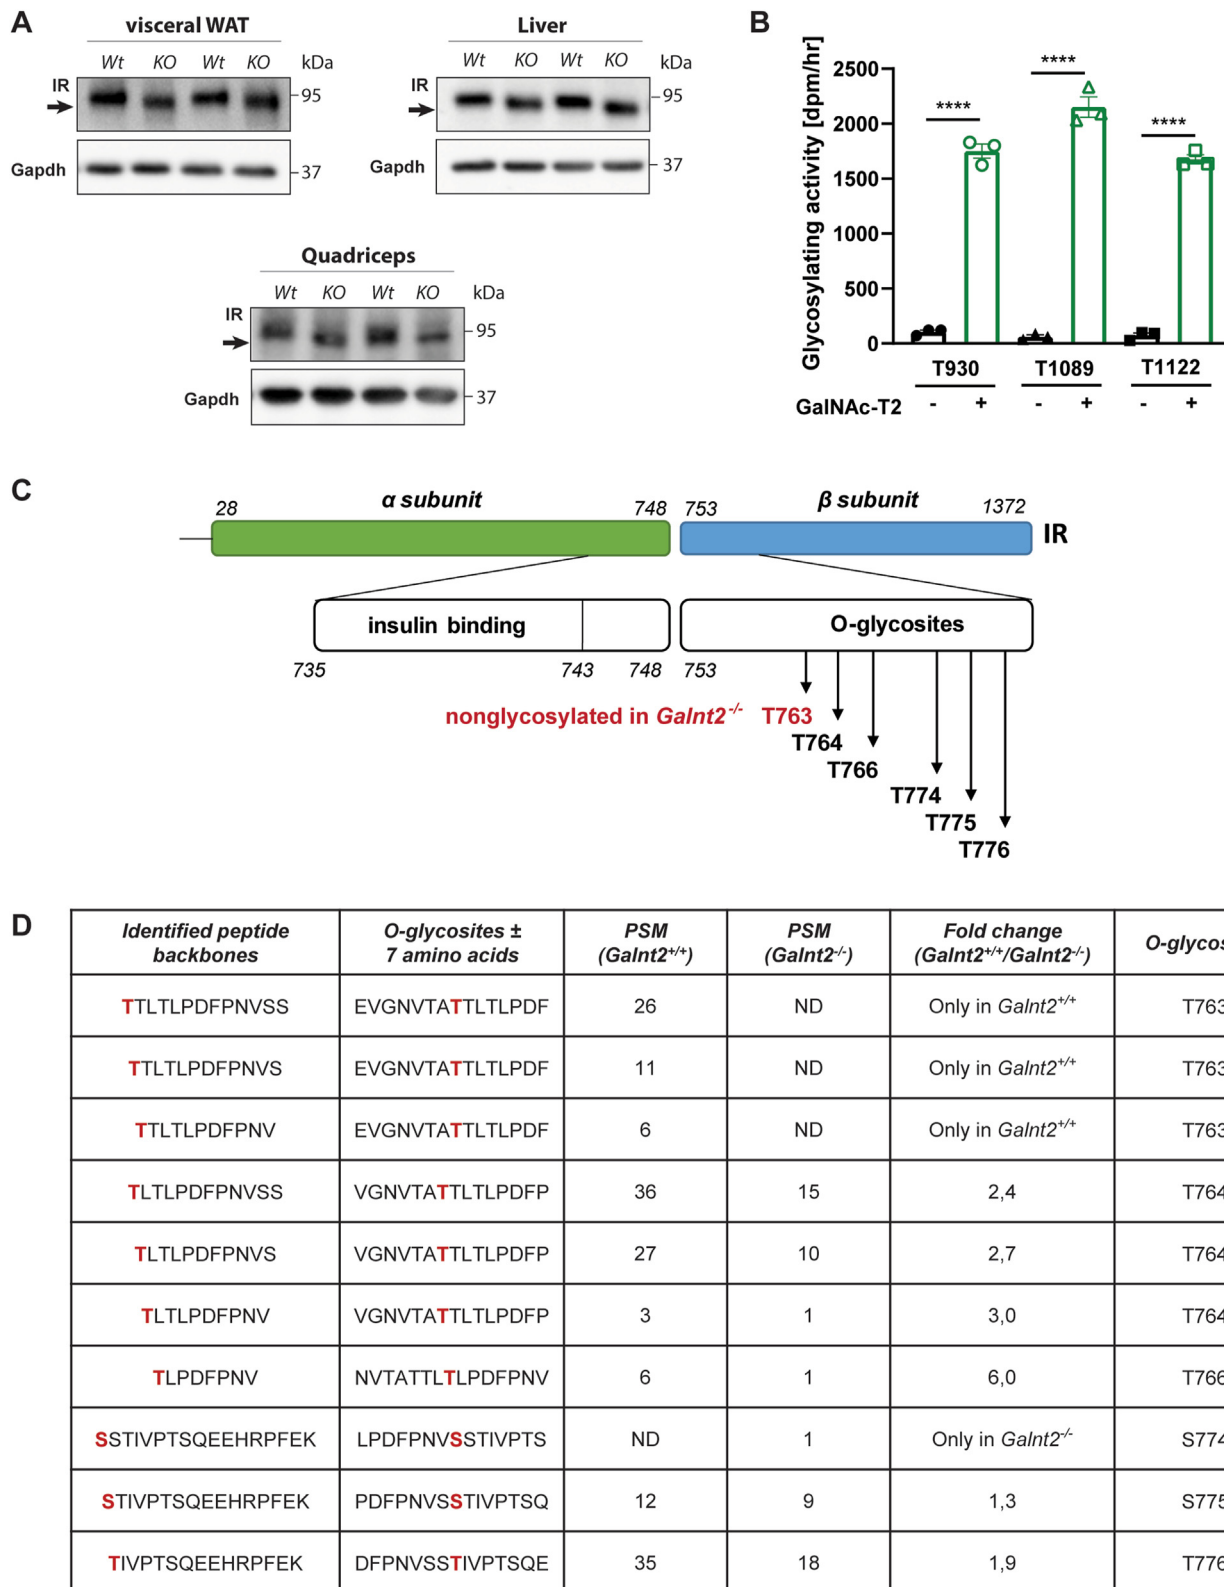 A
visceral WAT
Wt KO Wt KO kDa
IR
95
Gapdh
37
Liver
Wt KO Wt KO kDa
IR
95
Gapdh
37
Quadriceps
Wt KO Wt KO kDa
IR
95
Gapdh
37
B
Glycosylating activity [dpm/hr]
2500
2000
1500
1000
500
0
**** **** ****
T930 T1089 T1122
GalNAc-T2 - + - + - +
C
28 α subunit 748 753 β subunit 1372
IR
insulin binding O-glycosites
735 743 748 753
nonglycosylated in Galnt2-/- T763
T764
T766
T774
T775
T776
D
Identified peptide backbones O-glycosites ± 7 amino acids PSM (Galnt2+/+) PSM (Galnt2-/-) Fold change (Galnt2+/+/Galnt2-/-) O-glycos
TTLTLPDFPNVSS EVGNVTATTLTLPDF 26 ND Only in Galnt2+/+ T763
TTLTLPDFPNVS EVGNVTATTLTLPDF 11 ND Only in Galnt2+/+ T763
TTLTLPDFPNV EVGNVTATTLTLPDF 6 ND Only in Galnt2+/+ T763
TLTLPDFPNVSS VGNVTATTLTLPDFP 36 15 2,4 T764
TLTLPDFPNVS VGNVTATTLTLPDFP 27 10 2,7 T764
TLTLPDFPNV VGNVTATTLTLPDFP 3 1 3,0 T764
TLPDFPNV NVTATTLTLPDFPNV 6 1 6,0 T766
SSTIVPTSQEEHRPFEK LPDFPNVSSTIVPTS ND 1 Only in Galnt2-/- S774
STIVPTSQEEHRPFEK PDFPNVSSTIVPTSQ 12 9 1,3 S775
TIVPTSQEEHRPFEK DFPNVSSTIVPTSQE 35 18 1,9 T776